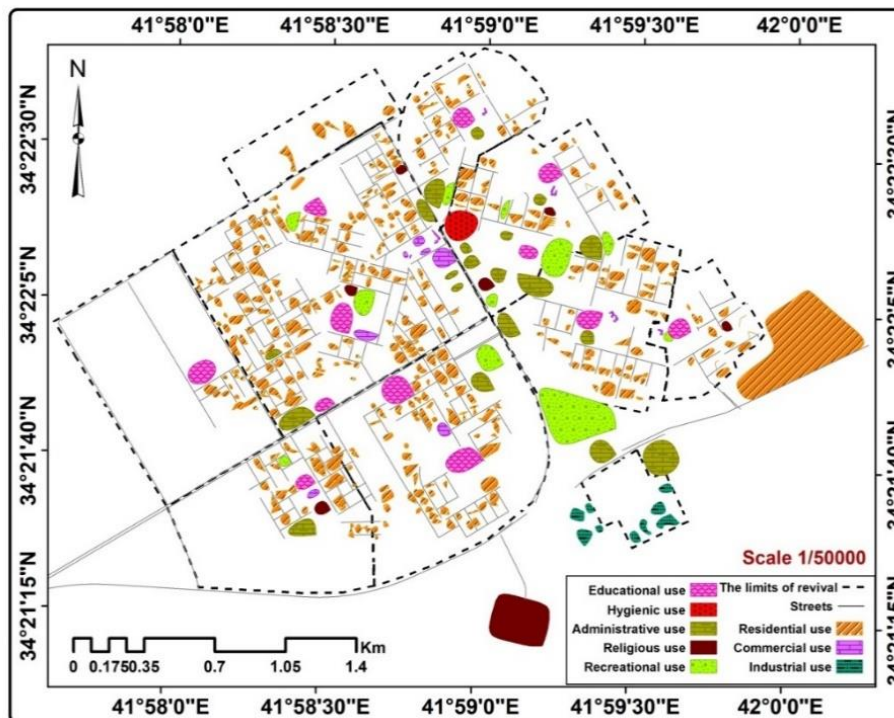 41°58'0"E 41°58'30"E 41°59'0"E 41°59'30"E 42°0'0"E
N
34°22'30"N
34°22'5"N
34°21'40"N
34°21'15"N
34°22'30"N
34°22'5"N
34°21'40"N
34°21'15"N
Scale 1/50000
Educational use The limits of revival
Hygienic use Streets
Administrative use Residential use
Religious use Commercial use
Recreational use Industrial use
Km
0 0.1750.35 0.7 1.05 1.4
41°58'0"E 41°58'30"E 41°59'0"E 41°59'30"E 42°0'0"E